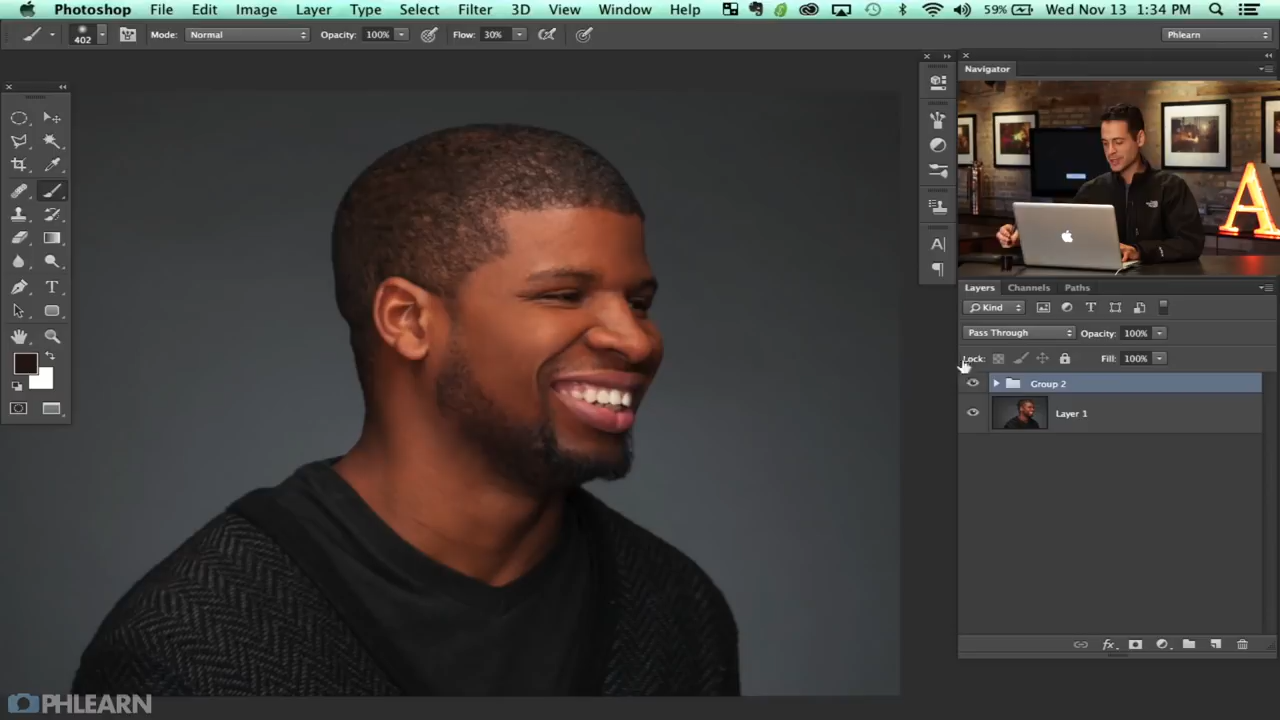 Photoshop File Edit Image Layer Type Select Filter 3D View Window Help 59% Wed Nov 13 1:34 PM
402 Mode: Normal Opacity: 100% Flow: 30% Phlearn
Navigator
A
Layers Channels Paths
Kind
Pass Through Opacity: 100%
Lock: Fill: 100%
Group 2
Layer 1
PHLEARN